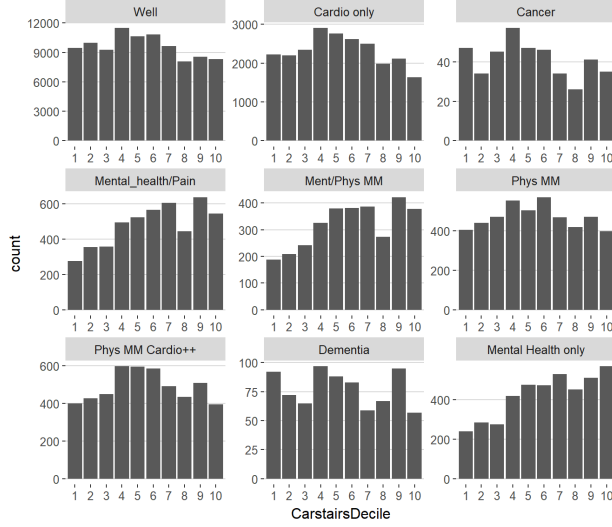 Well
Cardio only
Cancer
12000
9000
6000
3000
0
3000
2000
1000
0
40
20
0
1 2 3 4 5 6 7 8 9 10
1 2 3 4 5 6 7 8 9 10
1 2 3 4 5 6 7 8 9 10
Mental_health/Pain
Ment/Phys MM
Phys MM
count
600
400
200
0
400
300
200
100
0
400
200
0
1 2 3 4 5 6 7 8 9 10
1 2 3 4 5 6 7 8 9 10
1 2 3 4 5 6 7 8 9 10
Phys MM Cardio++
Dementia
Mental Health only
600
400
200
0
100
75
50
25
0
400
200
0
1 2 3 4 5 6 7 8 9 10
1 2 3 4 5 6 7 8 9 10
1 2 3 4 5 6 7 8 9 10
CarstairsDecile